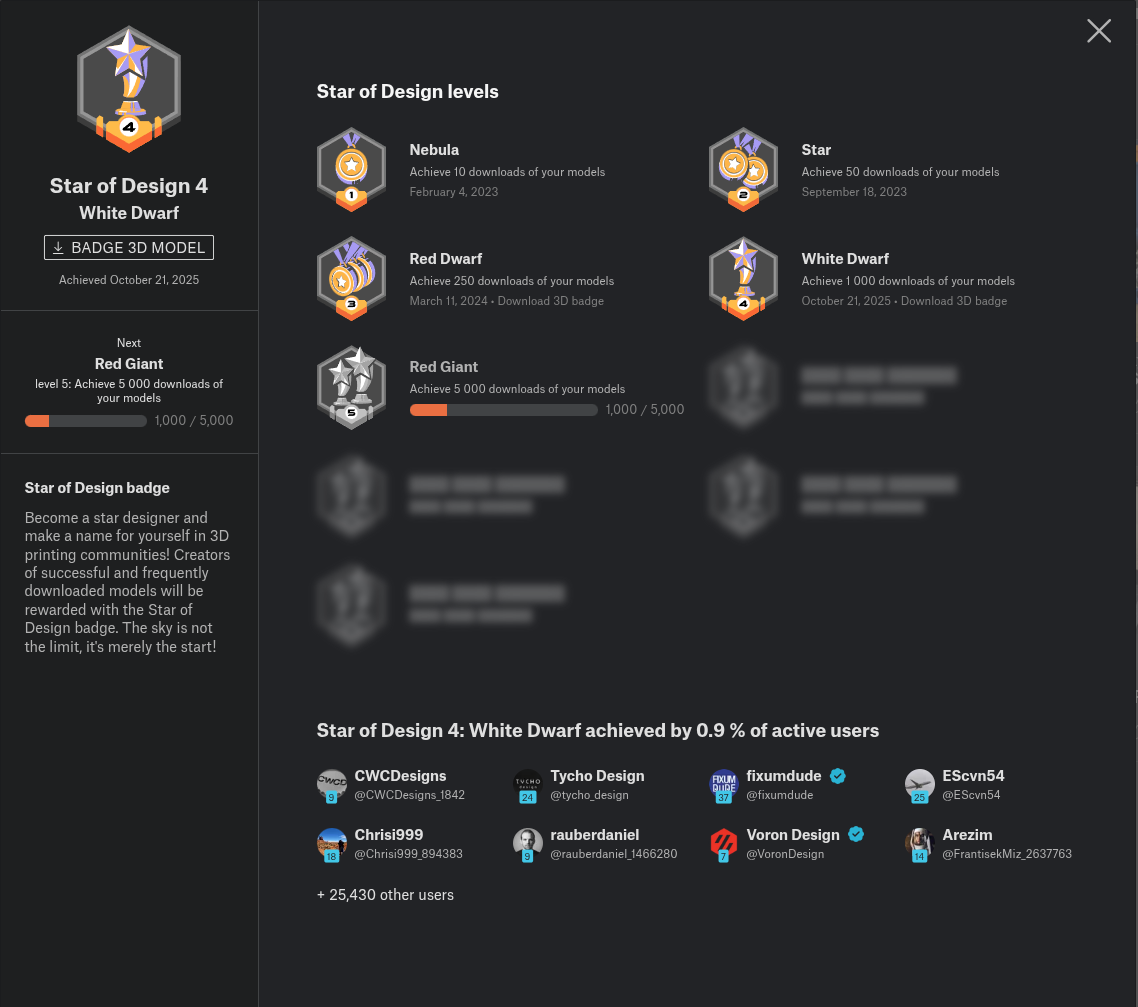 4
Star of Design 4
White Dwarf
BADGE 3D MODEL
Achieved October 21, 2025
Next
Red Giant
level 5: Achieve 5 000 downloads of
your models
1,000 / 5,000
Star of Design badge
Become a star designer and
make a name for yourself in 3D
printing communities! Creators
of successful and frequently
downloaded models will be
rewarded with the Star of
Design badge. The sky is not
the limit, it's merely the start!
Star of Design levels
1
Nebula
Achieve 10 downloads of your models
February 4, 2023
2
Star
Achieve 50 downloads of your models
September 18, 2023
3
Red Dwarf
Achieve 250 downloads of your models
March 11, 2024 • Download 3D badge
4
White Dwarf
Achieve 1 000 downloads of your models
October 21, 2025 • Download 3D badge
5
Red Giant
Achieve 5 000 downloads of your models
1,000 / 5,000
Star of Design 4: White Dwarf achieved by 0.9 % of active users
CWCD
9
CWCDesigns
@CWCDesigns_1842
TYCHO
Design
24
Tycho Design
@tycho_design
FIXUM
DUDE
37
fixumdude
@fixumdude
25
EScvn54
@EScvn54
18
Chrisi999
@Chrisi999_894383
9
rauberdaniel
@rauberdaniel_1466280
7
Voron Design
@VoronDesign
14
Arezim
@FrantisekMiz_2637763
+ 25,430 other users